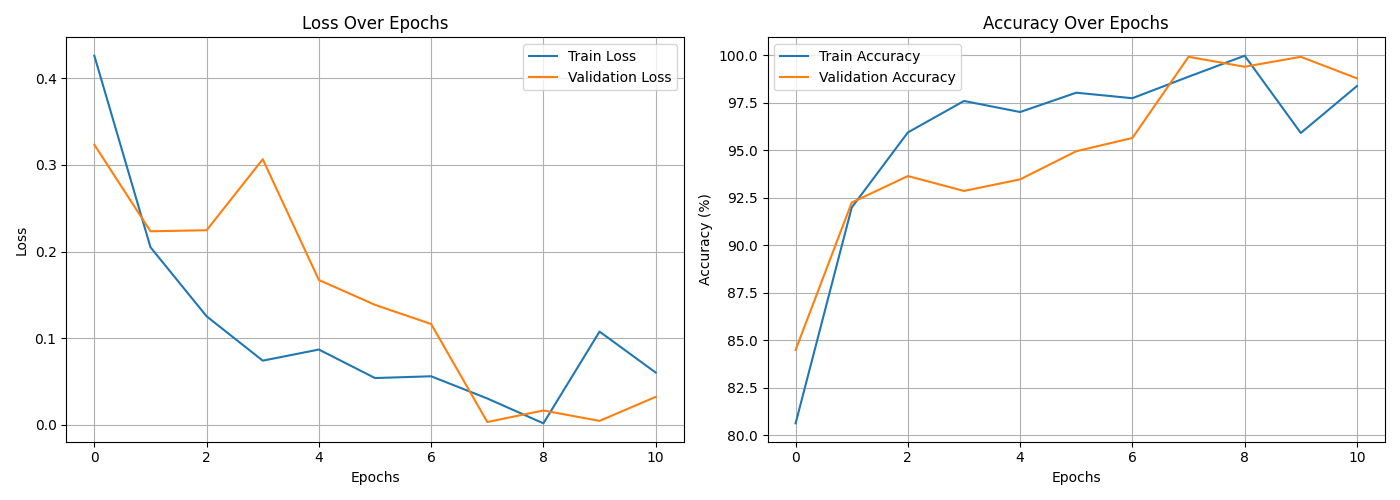 Loss Over Epochs
Train Loss
Validation Loss
0.4
0.3
0.2
0.1
0.0
Loss
0 2 4 6 8 10
Epochs
Accuracy Over Epochs
Train Accuracy
Validation Accuracy
100.0
97.5
95.0
92.5
90.0
87.5
85.0
82.5
80.0
Accuracy (%)
0 2 4 6 8 10
Epochs